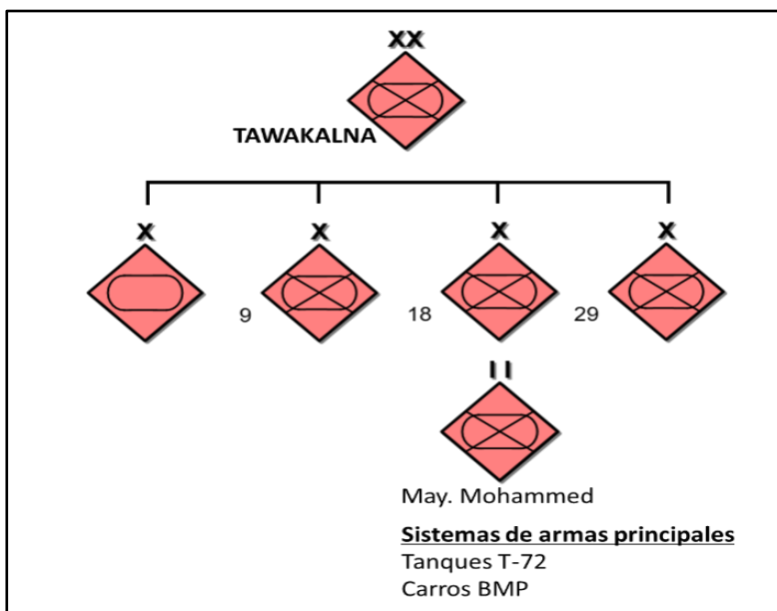 XX
TAWAKALNA
X X X X
9 18 29
II
May. Mohammed
Sistemas de armas principales
Tanques T-72
Carros BMP